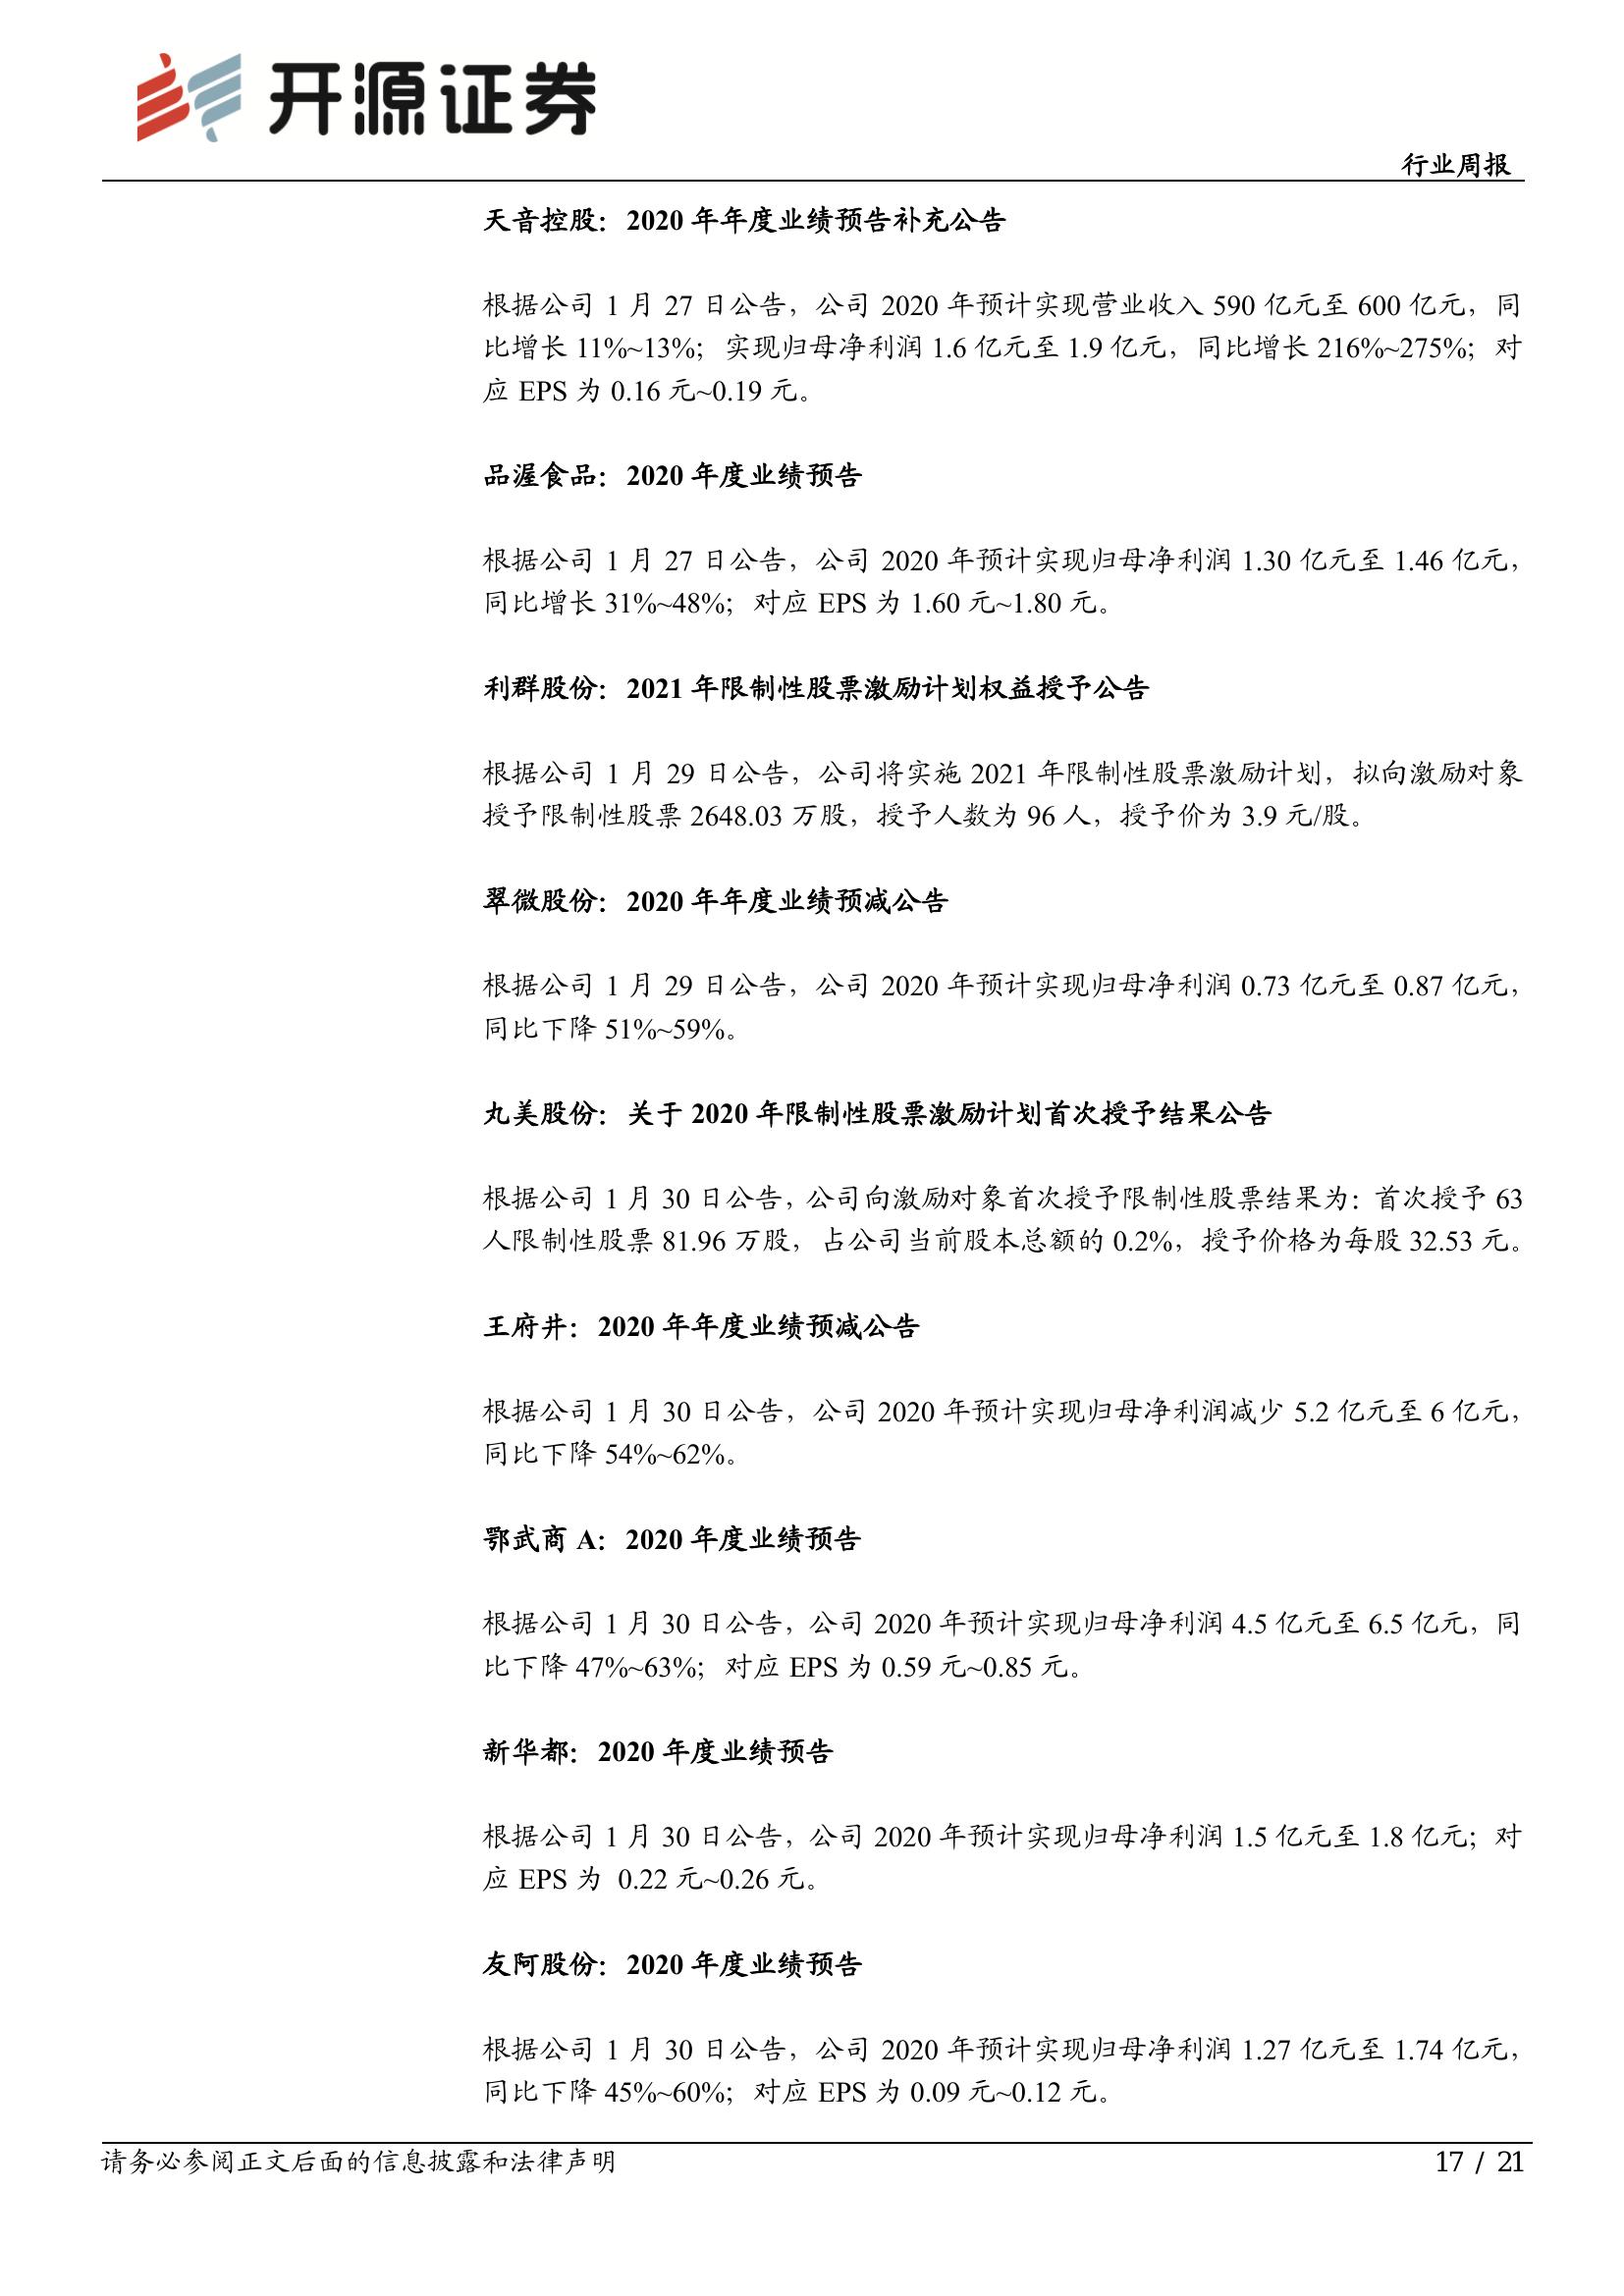 开源证券
行业周报
天音控股：2020 年年度业绩预告补充公告
根据公司 1 月 27 日公告，公司 2020 年预计实现营业收入 590 亿元至 600 亿元，同
比增长 11%~13%；实现归母净利润 1.6 亿元至 1.9 亿元，同比增长 216%~275%；对
应 EPS 为 0.16 元~0.19 元。
品渥食品：2020 年度业绩预告
根据公司 1 月 27 日公告，公司 2020 年预计实现归母净利润 1.30 亿元至 1.46 亿元，
同比增长 31%~48%；对应 EPS 为 1.60 元~1.80 元。
利群股份：2021 年限制性股票激励计划权益授予公告
根据公司 1 月 29 日公告，公司将实施 2021 年限制性股票激励计划，拟向激励对象
授予限制性股票 2648.03 万股，授予人数为 96 人，授予价为 3.9 元/股。
翠微股份：2020 年年度业绩预减公告
根据公司 1 月 29 日公告，公司 2020 年预计实现归母净利润 0.73 亿元至 0.87 亿元，
同比下降 51%~59%。
丸美股份：关于 2020 年限制性股票激励计划首次授予结果公告
根据公司 1 月 30 日公告，公司向激励对象首次授予限制性股票结果为：首次授予 63
人限制性股票 81.96 万股，占公司当前股本总额的 0.2%，授予价格为每股 32.53 元。
王府井：2020 年年度业绩预减公告
根据公司 1 月 30 日公告，公司 2020 年预计实现归母净利润减少 5.2 亿元至 6 亿元，
同比下降 54%~62%。
鄂武商 A：2020 年度业绩预告
根据公司 1 月 30 日公告，公司 2020 年预计实现归母净利润 4.5 亿元至 6.5 亿元，同
比下降 47%~63%；对应 EPS 为 0.59 元~0.85 元。
新华都：2020 年度业绩预告
根据公司 1 月 30 日公告，公司 2020 年预计实现归母净利润 1.5 亿元至 1.8 亿元；对
应 EPS 为 0.22 元~0.26 元。
友阿股份：2020 年度业绩预告
根据公司 1 月 30 日公告，公司 2020 年预计实现归母净利润 1.27 亿元至 1.74 亿元，
同比下降 45%~60%；对应 EPS 为 0.09 元~0.12 元。
请务必参阅正文后面的信息披露和法律声明
17 / 21